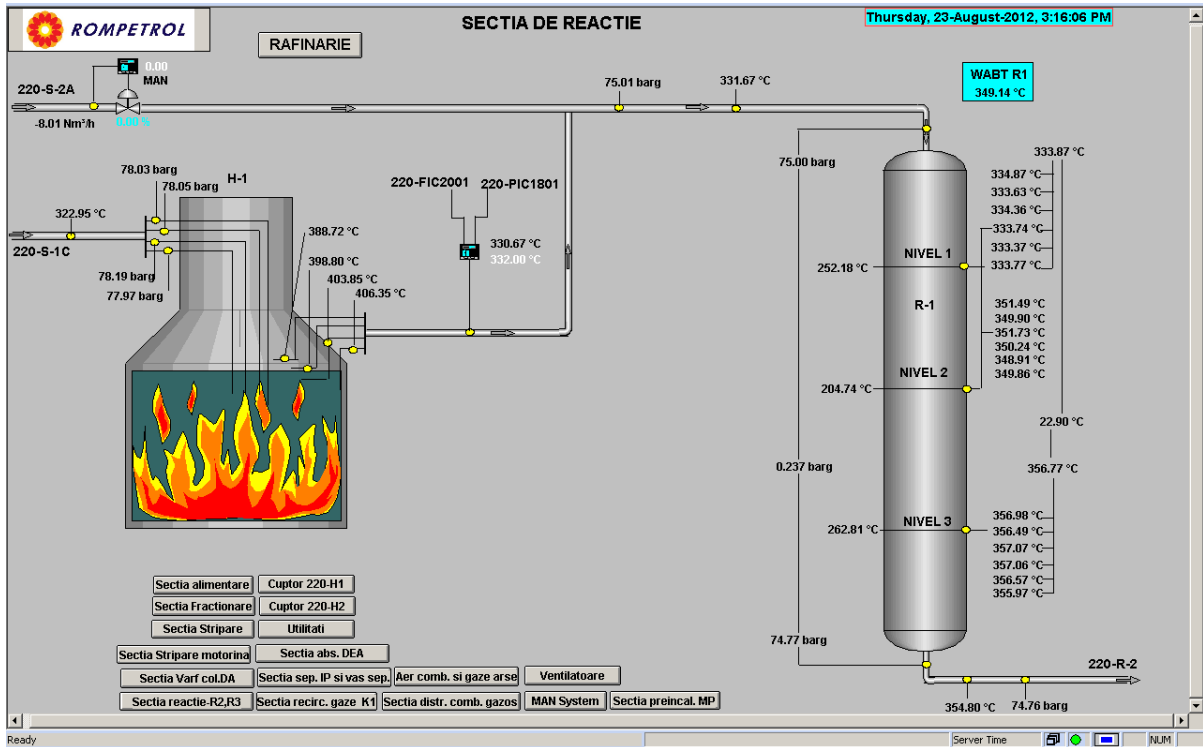 ROMPETROL
SECTIA DE REACTIE
Thursday, 23-August-2012, 3:16:06 PM
RAFINARIE
0.00
MAN
220-S-2A
-8.01 Nm³/h
0.00 %
75.01 barg
331.67 °C
WABT R1
349.14 °C
78.03 barg
H-1
78.05 barg
322.95 °C
220-S-1C
78.19 barg
77.97 barg
388.72 °C
398.80 °C
403.85 °C
406.35 °C
220-FIC2001
220-PIC1801
330.67 °C
332.00 °C
75.00 barg
333.87 °C
334.87 °C
333.63 °C
334.36 °C
333.74 °C
333.37 °C
333.77 °C
NIVEL 1
252.18 °C
R-1
351.49 °C
349.90 °C
351.73 °C
350.24 °C
348.91 °C
349.86 °C
NIVEL 2
204.74 °C
22.90 °C
0.237 barg
356.77 °C
NIVEL 3
262.81 °C
356.98 °C
356.49 °C
357.07 °C
357.06 °C
356.57 °C
355.97 °C
74.77 barg
220-R-2
354.80 °C
74.76 barg
Sectia alimentare
Cuptor 220-H1
Sectia Fractionare
Cuptor 220-H2
Sectia Stripare
Utilitati
Sectia Stripare motorina
Sectia abs. DEA
Sectia Varf col.DA
Sectia sep. IP si vas sep.
Aer comb. si gaze arse
Ventilatoare
Sectia reactie-R2,R3
Sectia recirc. gaze K1
Sectia distr. comb. gazos
MAN System
Sectia preincal. MP
Ready
Server Time
NUM